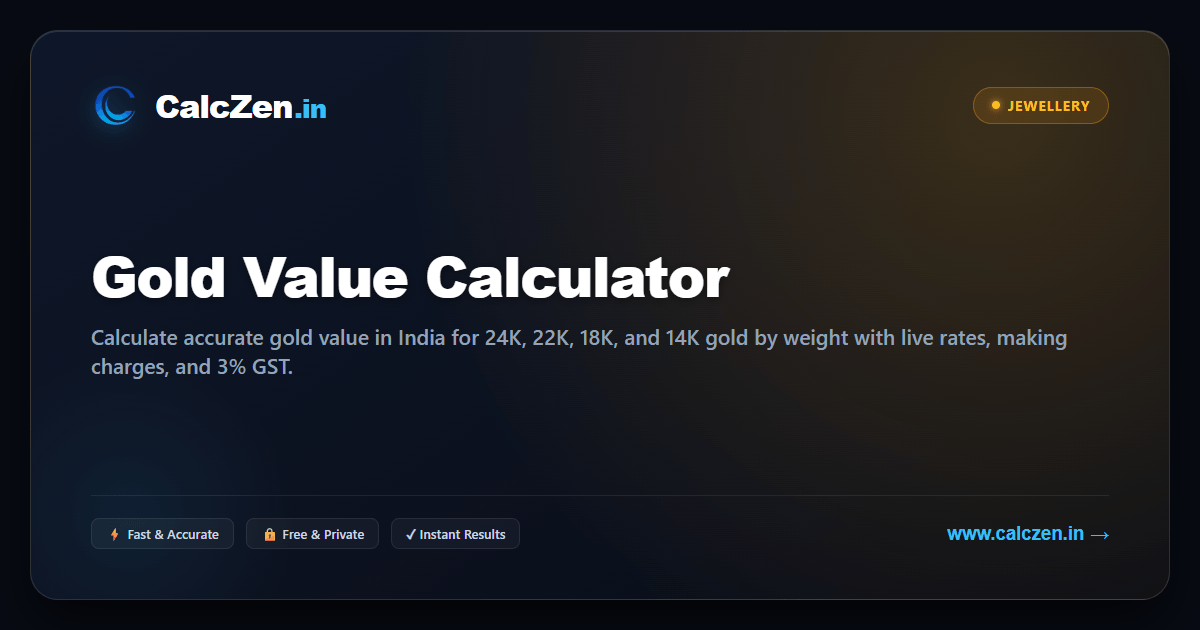 CalcZen.in
JEWELLERY
Gold Value Calculator
Calculate accurate gold value in India for 24K, 22K, 18K, and 14K gold by weight with live rates, making
charges, and 3% GST.
Fast & Accurate
Free & Private
✓ Instant Results
www.calczen.in →